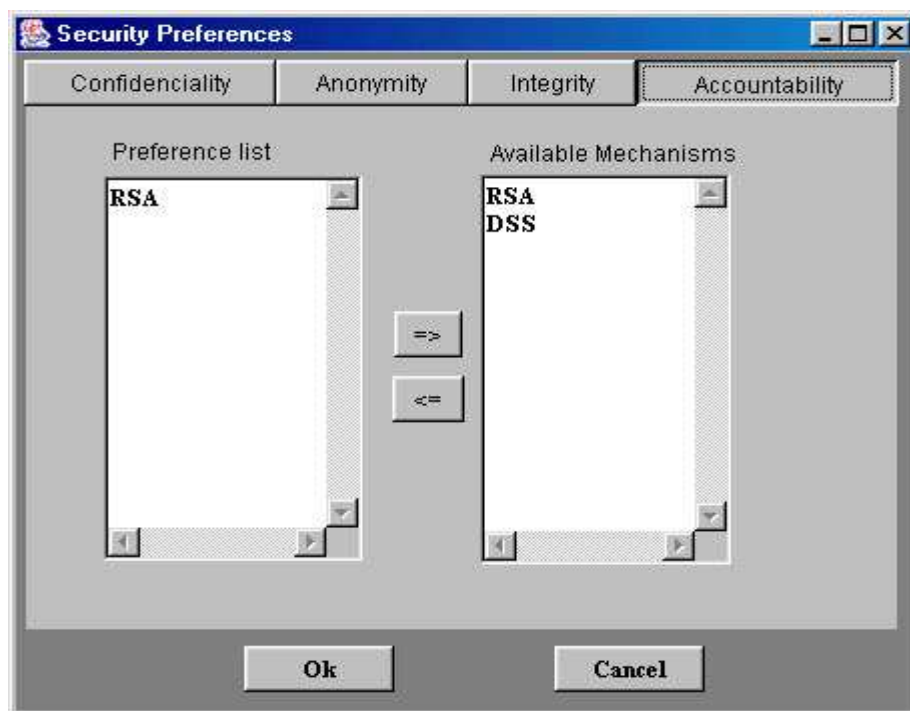 Security Preferences
Confidenciality
Anonymity
Integrity
Accountability
Preference list
Available Mechanisms
RSA
RSA
DSS
=>
<=
Ok
Cancel